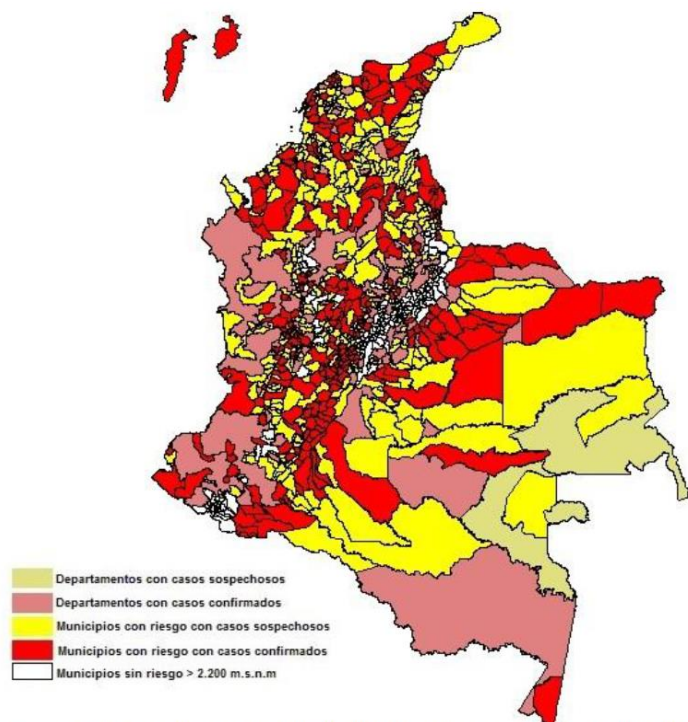 Departamentos con casos sospechosos
Departamentos con casos confirmados
Municipios con riesgo con casos sospechosos
Municipios con riesgo con casos confirmados
Municipios sin riesgo > 2.200 m.s.n.m